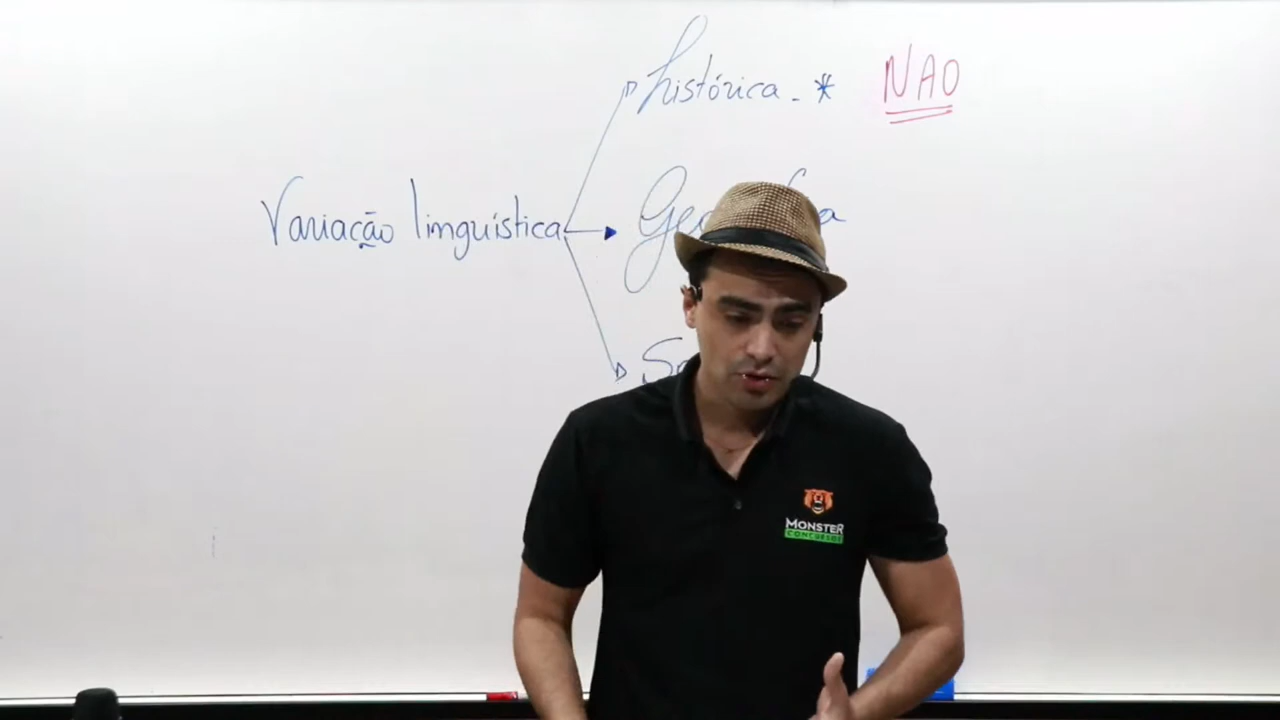 histórica - * NAO
Variação linguística
MONSTER
CONCURSOS